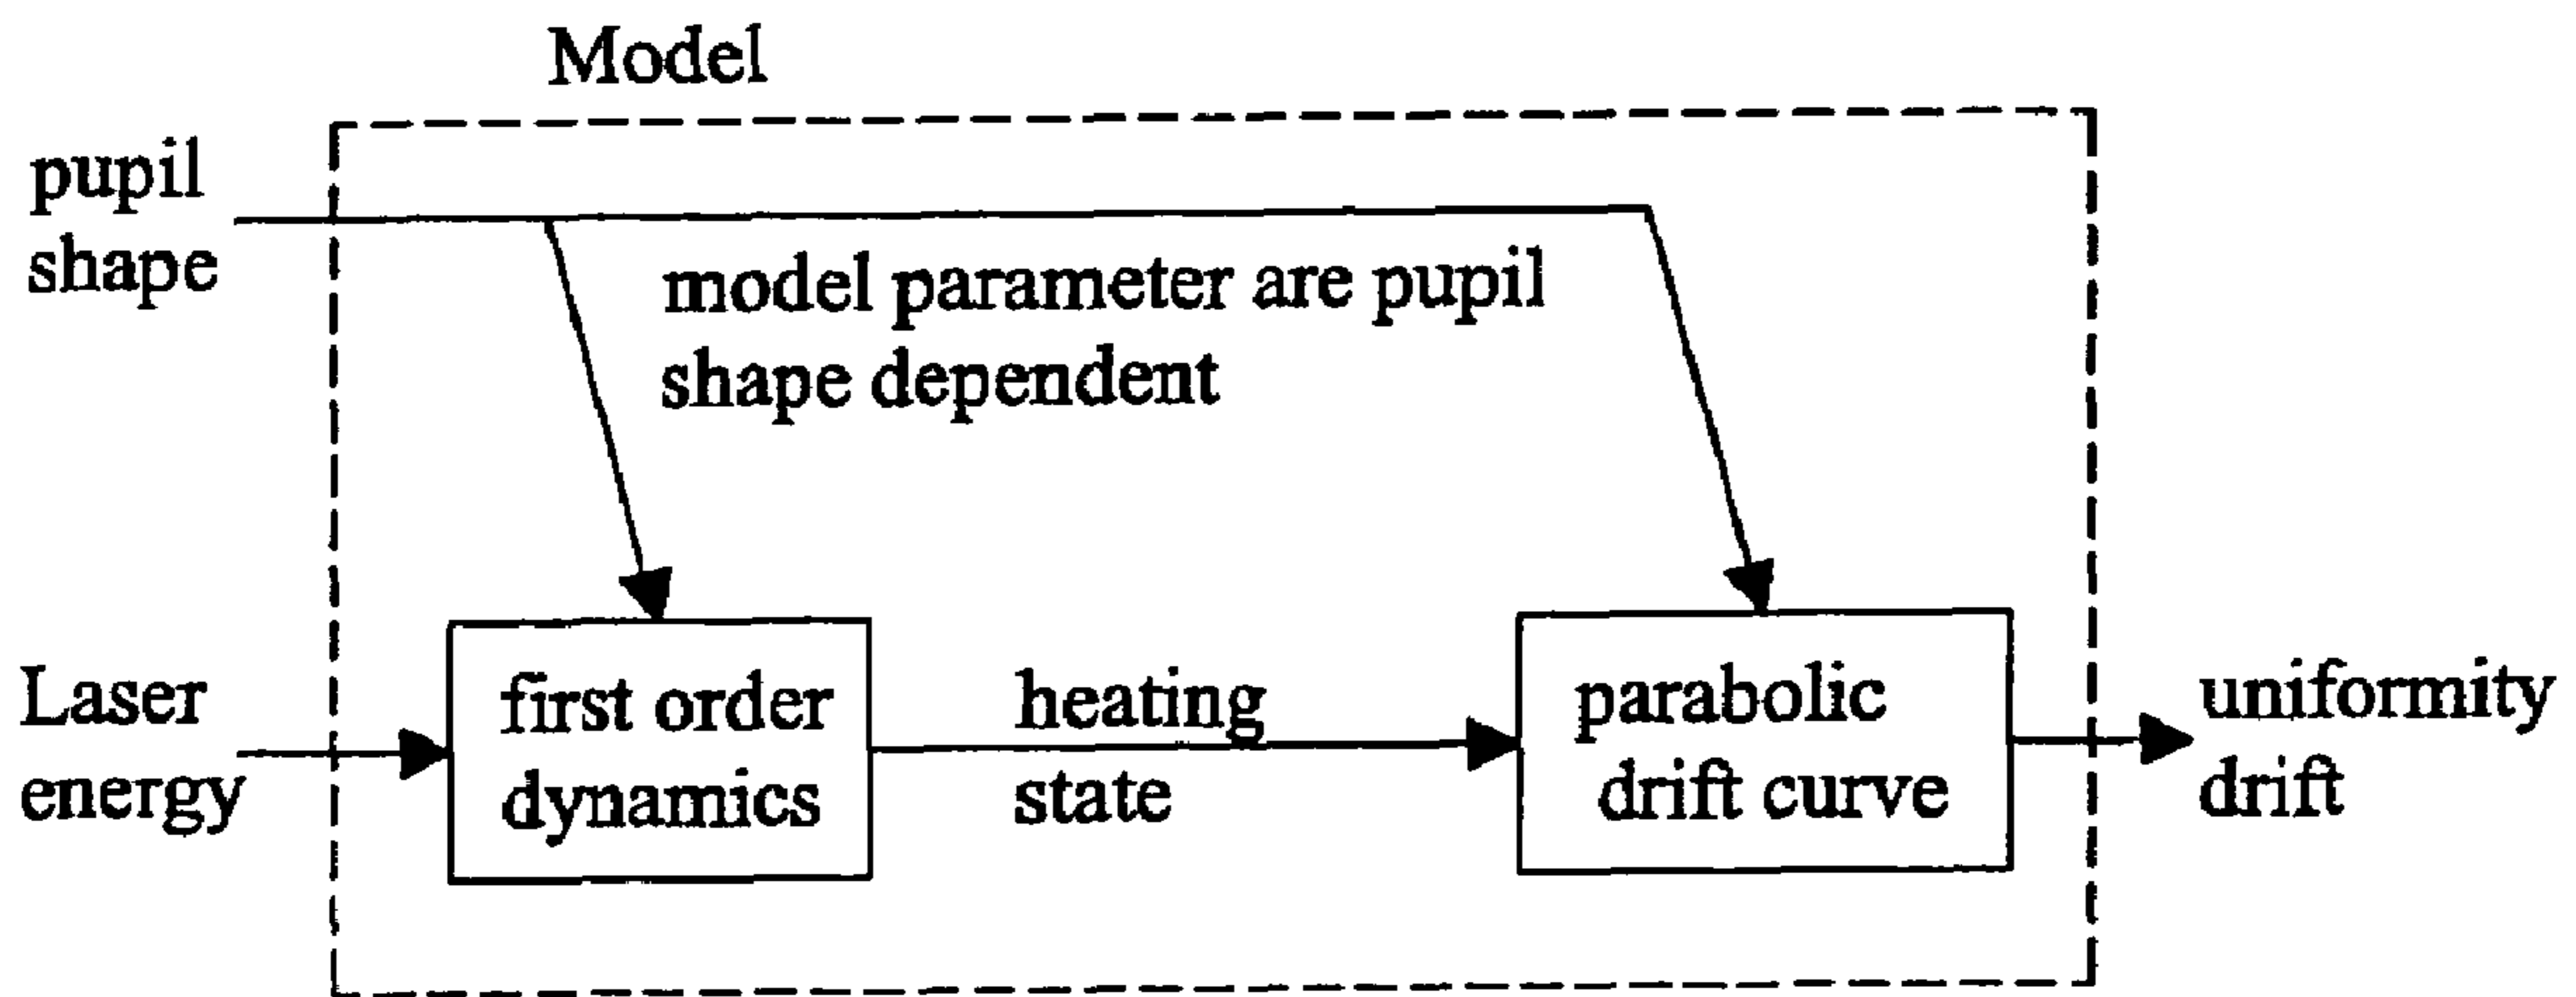 Model
pupil
shape
model parameter are pupil
shape dependent
Laser
energy
first order
dynamics
heating
state
parabolic
drift curve
uniformity
drift